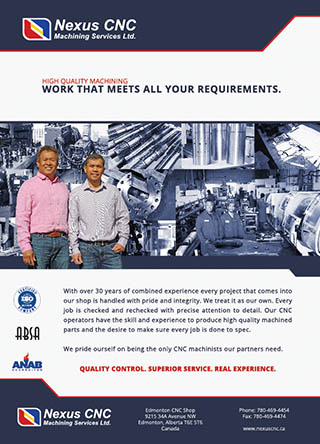 Nexus CNC
Machining Services Ltd.
HIGH QUALITY MACHINING
WORK THAT MEETS ALL YOUR REQUIREMENTS.
ISO
ABSA
ANAB
With over 30 years of combined experience every project that comes into
our shop is handled with pride and integrity. We treat it as our own. Every
job is checked and rechecked with precise attention to detail. Our CNC
operators have the skill and experience to produce high quality machined
parts and the desire to make sure every job is done to spec.
We pride ourself on being the only CNC machinists our partners need.
QUALITY CONTROL. SUPERIOR SERVICE. REAL EXPERIENCE.
Nexus CNC
Machining Services Ltd.
Edmonton CNC Shop
9215 34A Avenue NW
Edmonton, Alberta T6E 5T6
Canada
Phone: 780-469-4454
Fax: 780-469-4474
www.nexuscnc.ca